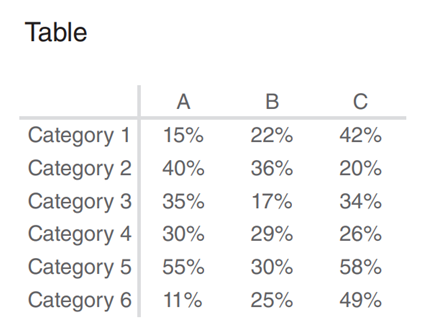 Table
A B C
Category 1 15% 22% 42%
Category 2 40% 36% 20%
Category 3 35% 17% 34%
Category 4 30% 29% 26%
Category 5 55% 30% 58%
Category 6 11% 25% 49%